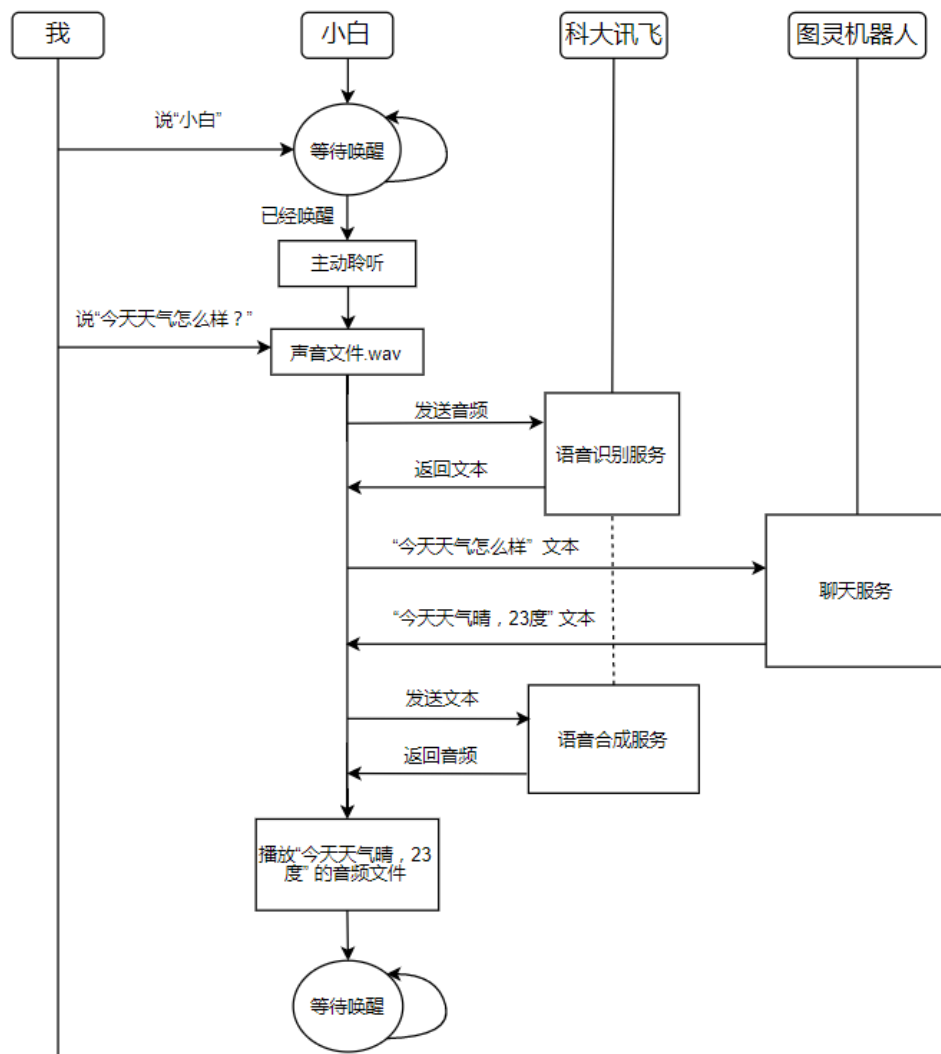 我
小白
科大讯飞
图灵机器人
说“小白”
等待唤醒
已经唤醒
主动聆听
说“今天天气怎么样？”
声音文件.wav
发送音频
语音识别服务
返回文本
“今天天气怎么样” 文本
聊天服务
“今天天气晴，23度” 文本
发送文本
语音合成服务
返回音频
播放“今天天气晴，23
度” 的音频文件
等待唤醒